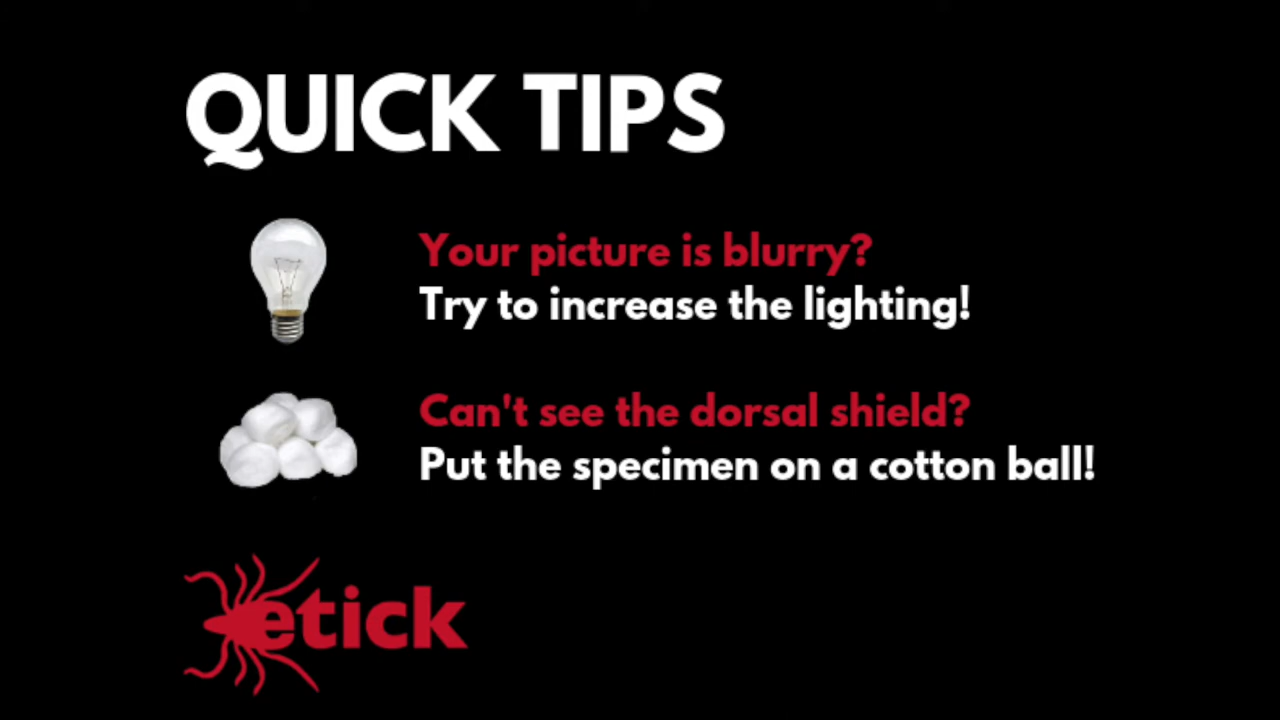 QUICK TIPS
Your picture is blurry?
Try to increase the lighting!
Can't see the dorsal shield?
Put the specimen on a cotton ball!
etick